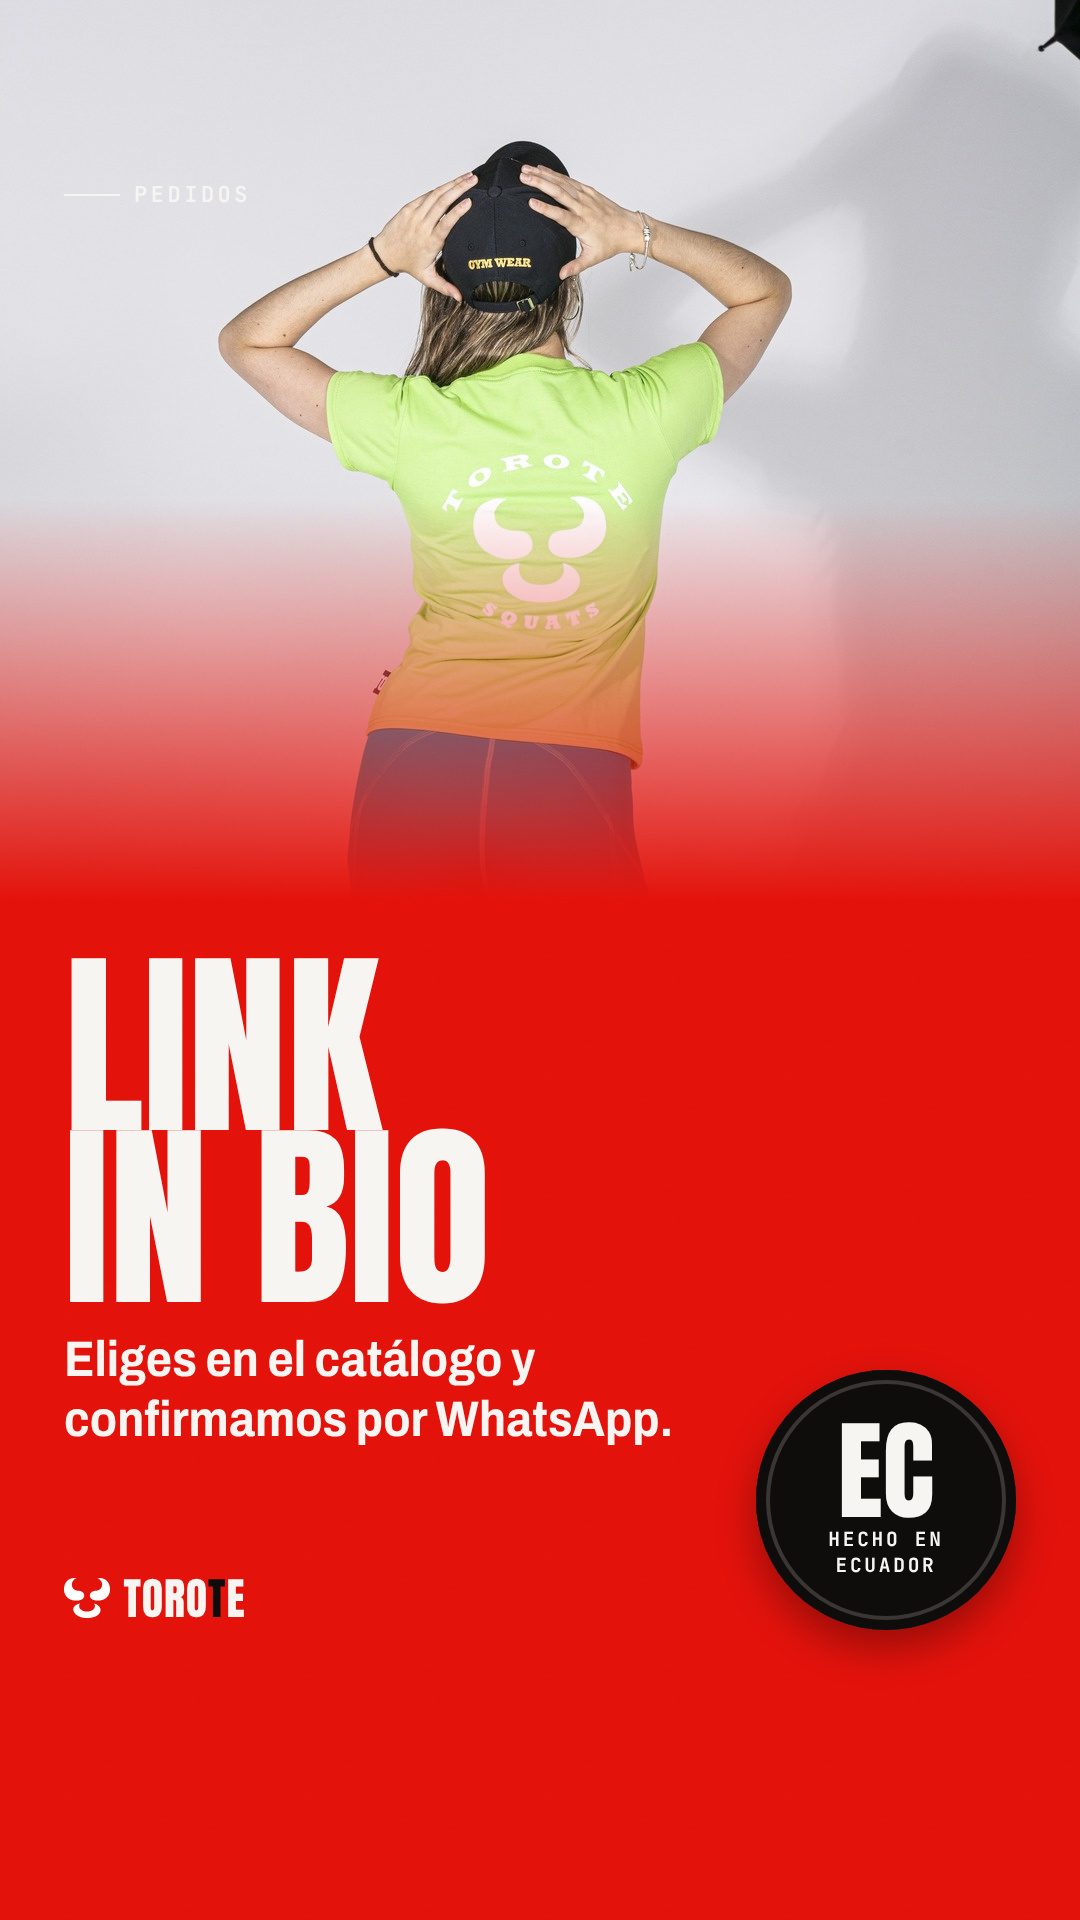 PEDIDOS
GYM WEAR
TOROTE
SQUATS
LINK
IN BIO
Eliges en el catálogo y
confirmamos por WhatsApp.
EC
HECHO EN
ECUADOR
TOROTE